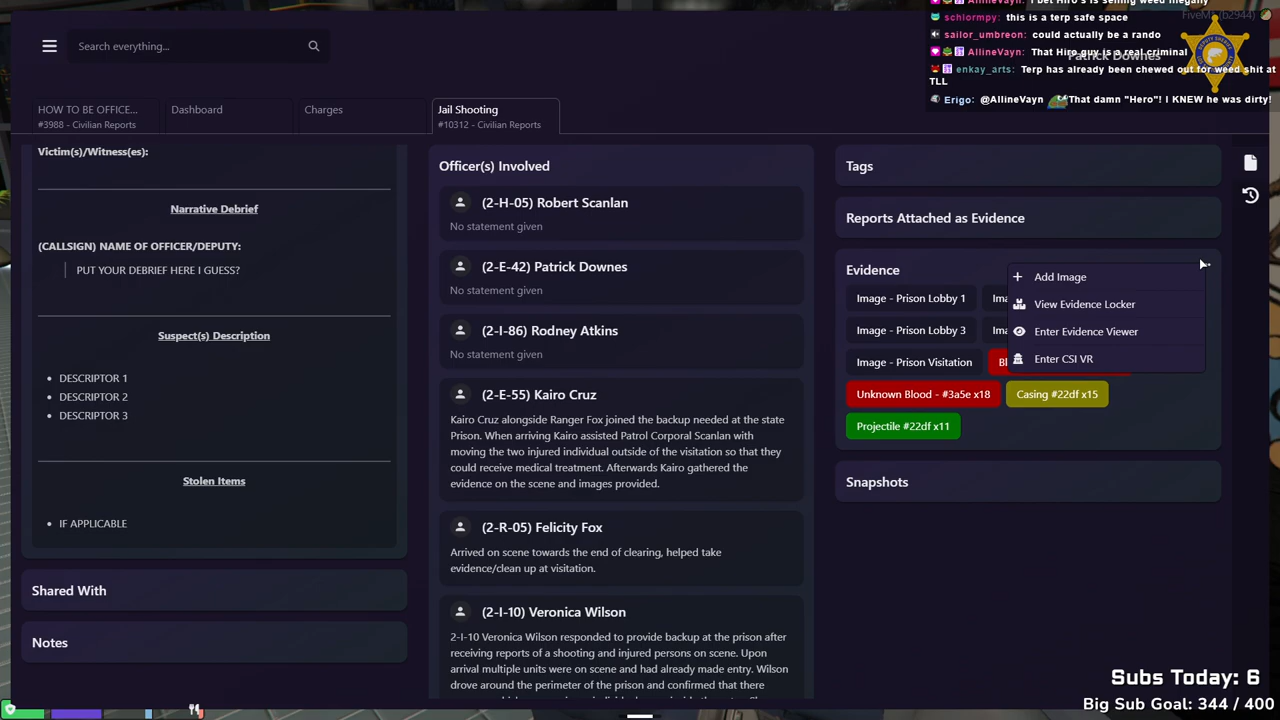 Search everything...
AllineVayn: I bet Hiro's is selling weed illegally
schlormpy: this is a terp safe space
FiveM (b2944)
sailor_umbreon: could actually be a rando
AllineVayn: That Hiro guy is a real criminal
Patrick Downes
enkay_arts: Terp has already been chewed out for weed shit at
TLL
Erigo: @AllineVayn That damn "Hero"! I KNEW he was dirty!
HOW TO BE OFFICE...
#3988 - Civilian Reports
Dashboard
Charges
Jail Shooting
#10312 - Civilian Reports
Victim(s)/Witness(es):
Narrative Debrief
(CALLSIGN) NAME OF OFFICER/DEPUTY:
PUT YOUR DEBRIEF HERE I GUESS?
Suspect(s) Description
• DESCRIPTOR 1
• DESCRIPTOR 2
• DESCRIPTOR 3
Stolen Items
• IF APPLICABLE
Shared With
Notes
Officer(s) Involved
(2-H-05) Robert Scanlan
No statement given
(2-E-42) Patrick Downes
No statement given
(2-I-86) Rodney Atkins
No statement given
(2-E-55) Kairo Cruz
Kairo Cruz alongside Ranger Fox joined the backup needed at the state
Prison. When arriving Kairo assisted Patrol Corporal Scanlan with
moving the two injured individual outside of the visitation so that they
could receive medical treatment. Afterwards Kairo gathered the
evidence on the scene and images provided.
(2-R-05) Felicity Fox
Arrived on scene towards the end of clearing, helped take
evidence/clean up at visitation.
(2-I-10) Veronica Wilson
2-I-10 Veronica Wilson responded to provide backup at the prison after
receiving reports of a shooting and injured persons on scene. Upon
arrival multiple units were on scene and had already made entry. Wilson
drove around the perimeter of the prison and confirmed that there
Tags
Reports Attached as Evidence
Evidence
Image - Prison Lobby 1
Image - Prison Lobby 3
Image - Prison Visitation
Unknown Blood - #3a5e x18
Casing #22df x15
Projectile #22df x11
Add Image
View Evidence Locker
Enter Evidence Viewer
Enter CSI VR
Snapshots
Subs Today: 6
Big Sub Goal: 344 / 400